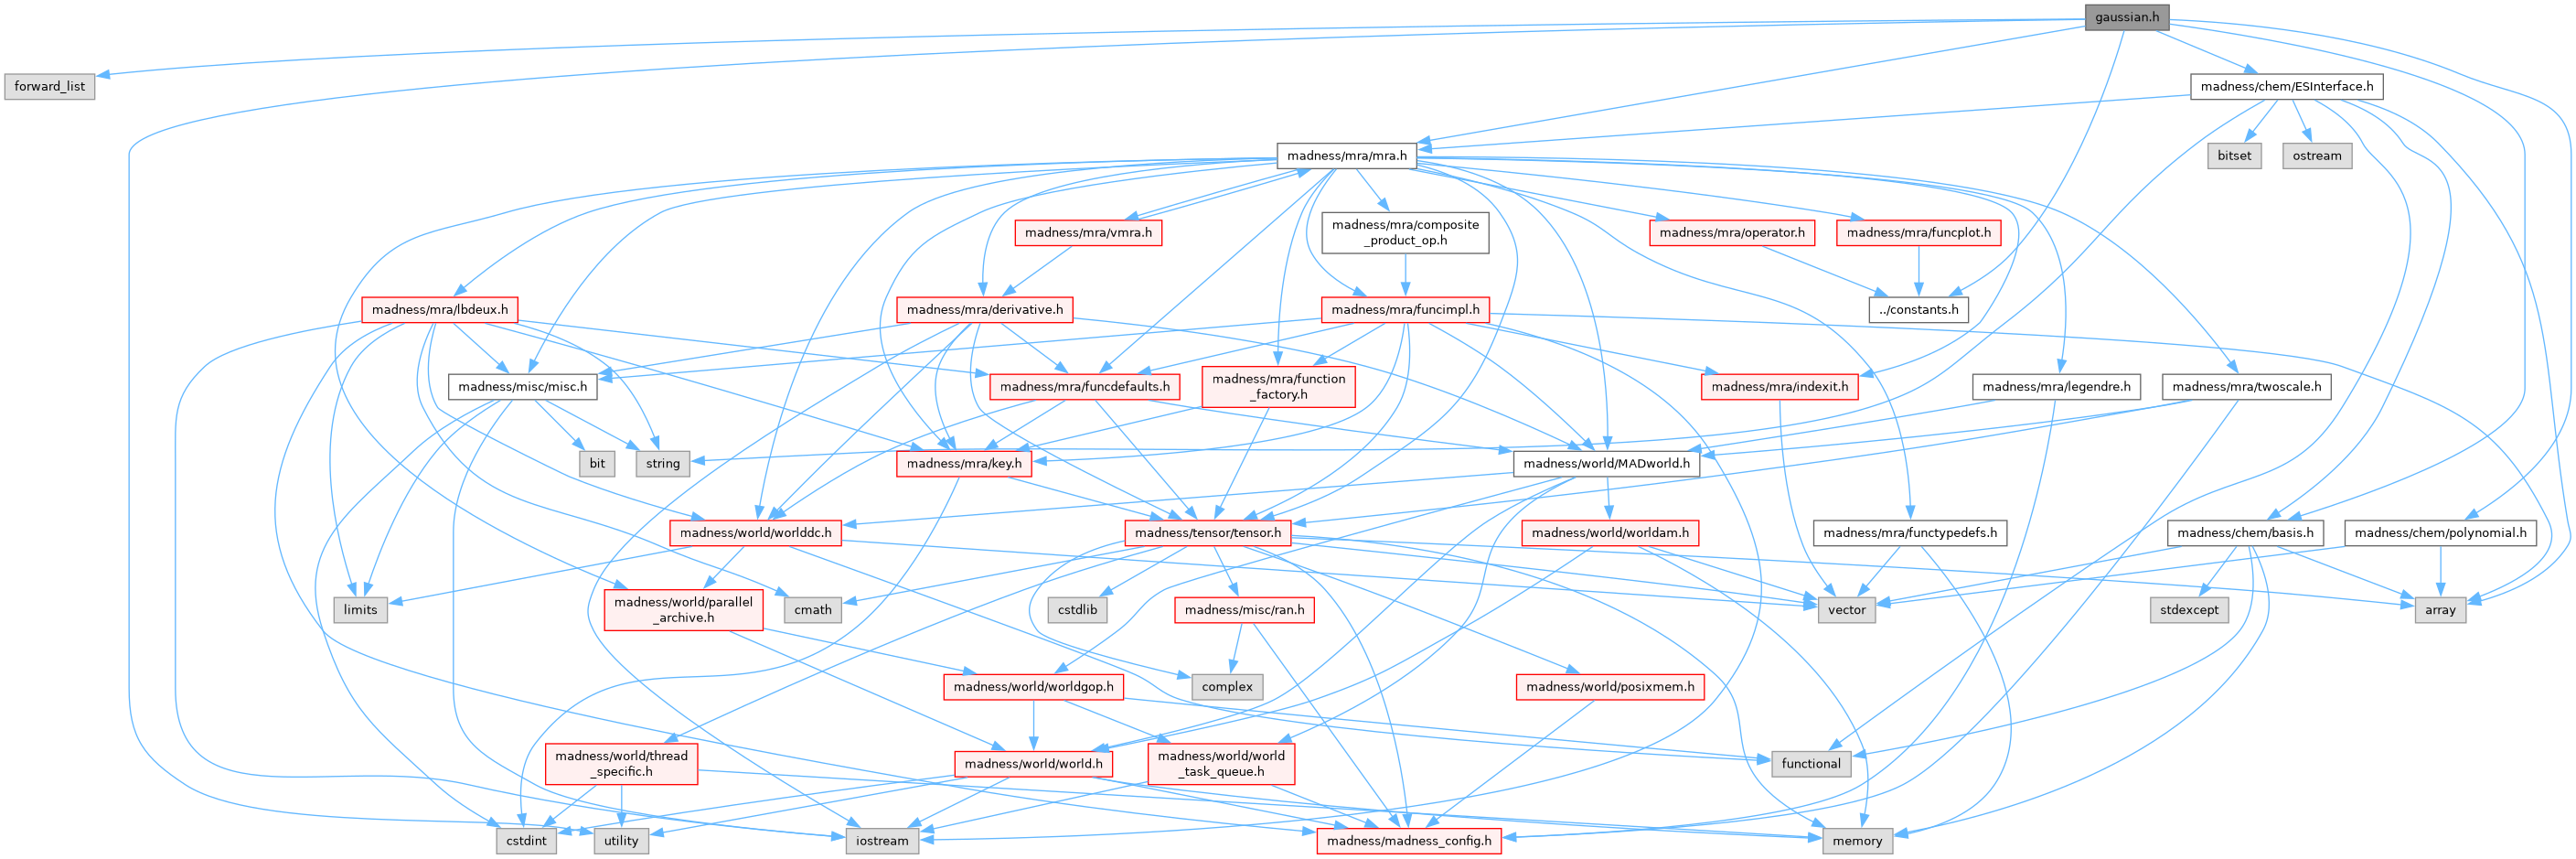 gaussian.h
forward_list
madness/chem/ESInterface.h
madness/mra/mra.h
bitset
ostream
madness/mra/vmra.h
madness/mra/composite
_product_op.h
madness/mra/operator.h
madness/mra/funcplot.h
madness/mra/lbdeux.h
madness/mra/derivative.h
madness/mra/funcimpl.h
../constants.h
madness/misc/misc.h
madness/mra/funcdefaults.h
madness/mra/function
_factory.h
madness/mra/indexit.h
madness/mra/legendre.h
madness/mra/twoscale.h
bit
string
madness/mra/key.h
madness/world/MADworld.h
madness/world/worlddc.h
madness/tensor/tensor.h
madness/world/worldam.h
madness/mra/functypedefs.h
madness/chem/basis.h
madness/chem/polynomial.h
limits
madness/world/parallel
_archive.h
cmath
cstdlib
madness/misc/ran.h
vector
stdexcept
array
madness/world/worldgop.h
complex
madness/world/posixmem.h
madness/world/thread
_specific.h
madness/world/world.h
madness/world/world
_task_queue.h
functional
cstdint
utility
iostream
madness/madness_config.h
memory